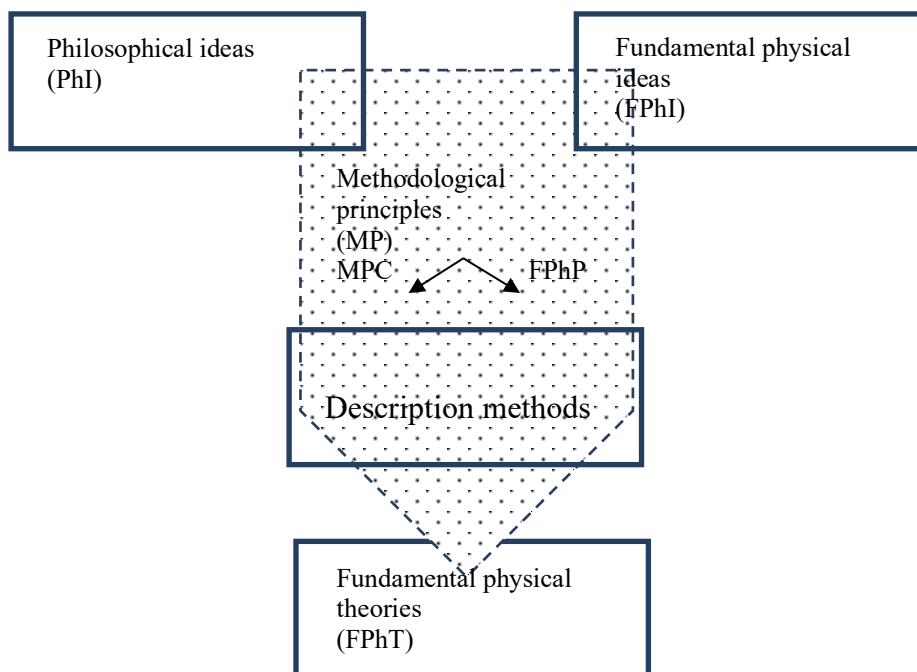 Philosophical ideas
(PhI)
Fundamental physical
ideas
(FPhI)
Methodological
principles
(MP)
MPC
FPhP
Description methods
Fundamental physical
theories
(FPhT)